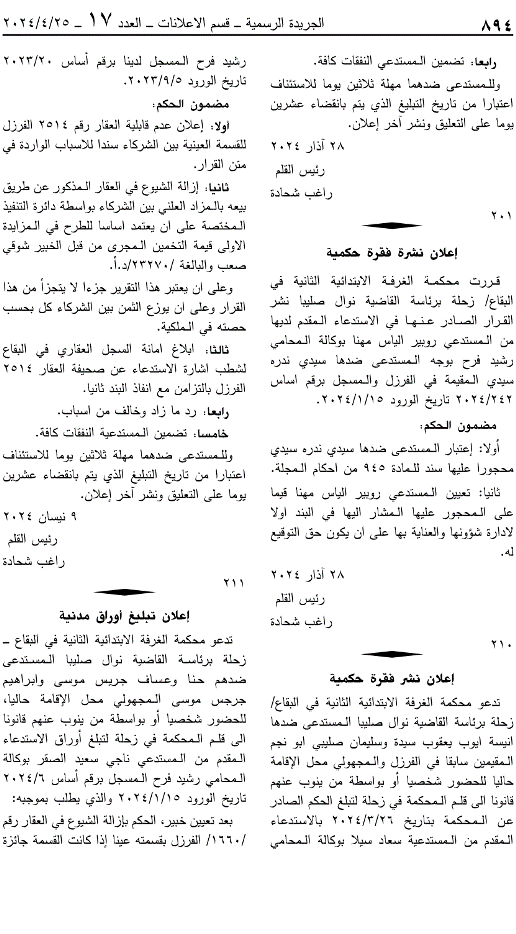 ٨٩٤
الجريدة الرسمية ــ قسم الاعلانات ــ العدد ١٧ ــ ٢٠٢٤/٤/٢٥
رابعا: تضمين المستدعي النفقات كافة.
وللمستدعى ضدهما مهلة ثلاثين يوما للاستئناف
اعتبارا من تاريخ التبليغ الذي يتم بانقضاء عشرين
يوما على التعليق ونشر آخر إعلان.
٢٨ آذار ٢٠٢٤
رئيس القلم
راغب شحادة
٢٠١
إعلان نشرة فقرة حكمية
قررت محكمة الغرفة الابتدائية الثانية في
البقاع/ زحلة برئاسة القاضية نوال صليبا نشر
القرار الصادر عنها في الاستدعاء المقدم لديها
من المستدعي روبير الياس مهنا بوكالة المحامي
رشيد فرح بوجه المستدعى ضدها سيدي ندره
سيدي المقيمة في الفرزل والمسجل برقم اساس
٢٠٢٤/٢٤٢ تاريخ الورود ٢٠٢٤/١/١٥.
مضمون الحكم:
أولا: إعتبار المستدعى ضدها سيدي ندره سيدي
محجورا عليها سند للمادة ٩٤٥ من احكام المجلة.
ثانيا: تعيين المستدعي روبير الياس مهنا قيما
على المحجور عليها المشار اليها في البند اولا
لادارة شؤونها والعناية بها على ان يكون حق التوقيع
له.
٢٨ آذار ٢٠٢٤
رئيس القلم
راغب شحادة
٢١٠
إعلان نشر فقرة حكمية
تدعو محكمة الغرفة الابتدائية الثانية في البقاع/
زحلة برئاسة القاضية نوال صليبا المستدعى ضدها
انيسة ايوب يعقوب سيدة وسليمان صليبي ابو نجم
المقيمين سابقا في الفرزل والمجهولي محل الإقامة
حاليا للحضور شخصيا أو بواسطة من ينوب عنهم
قانونا الى قلم المحكمة في زحلة لتبلغ الحكم الصادر
عن المحكمة بتاريخ ٢٠٢٤/٣/٢٦ بالاستدعاء
المقدم من المستدعية سعاد سيلا بوكالة المحامي
رشيد فرح المسجل لدينا برقم أساس ٢٠٢٣/٢٠
تاريخ الورود ٢٠٢٣/٩/٥.
مضمون الحكم:
أولا: إعلان عدم قابلية العقار رقم ٢٥١٤ الفرزل
للقسمة العينية بين الشركاء سندا للاسباب الواردة في
متن القرار.
ثانيا: إزالة الشيوع في العقار المذكور عن طريق
بيعه بالمزاد العلني بين الشركاء بواسطة دائرة التنفيذ
المختصة على ان يعتمد اساسا للطرح في المزايدة
الاولى قيمة التخمين المجرى من قبل الخبير شوقي
صعب والبالغة /٢٣٢٧٠/د.أ.
وعلى ان يعتبر هذا التقرير جزءا لا يتجزأ من هذا
القرار وعلى ان يوزع الثمن بين الشركاء كل بحسب
حصته في الملكية.
ثالثا: ابلاغ امانة السجل العقاري في البقاع
لشطب اشارة الاستدعاء عن صحيفة العقار ٢٥١٤
الفرزل بالتزامن مع انفاذ البند ثانيا.
رابعا: رد ما زاد وخالف من اسباب.
خامسا: تضمين المستدعية النفقات كافة.
وللمستدعى ضدهما مهلة ثلاثين يوما للاستئناف
اعتبارا من تاريخ التبليغ الذي يتم بانقضاء عشرين
يوما على التعليق ونشر آخر إعلان.
٩ نيسان ٢٠٢٤
رئيس القلم
راغب شحادة
٢١١
إعلان تبليغ أوراق مدنية
تدعو محكمة الغرفة الابتدائية الثانية في البقاع ــ
زحلة برئاسة القاضية نوال صليبا المستدعى
ضدهم حنا وعساف جريس موسى وابراهيم
جرجس موسى المجهولي محل الإقامة حاليا،
للحضور شخصيا أو بواسطة من ينوب عنهم قانونا
الى قلم المحكمة في زحلة لتبلغ أوراق الاستدعاء
المقدم من المستدعي ناجي سعيد الصقر بوكالة
المحامي رشيد فرح المسجل برقم أساس ٢٠٢٤/٦
تاريخ الورود ٢٠٢٤/١/١٥ والذي يطلب بموجبه:
بعد تعيين خبير، الحكم بإزالة الشيوع في العقار رقم
/١٦٦٠/ الفرزل بقسمته عينا إذا كانت القسمة جائزة